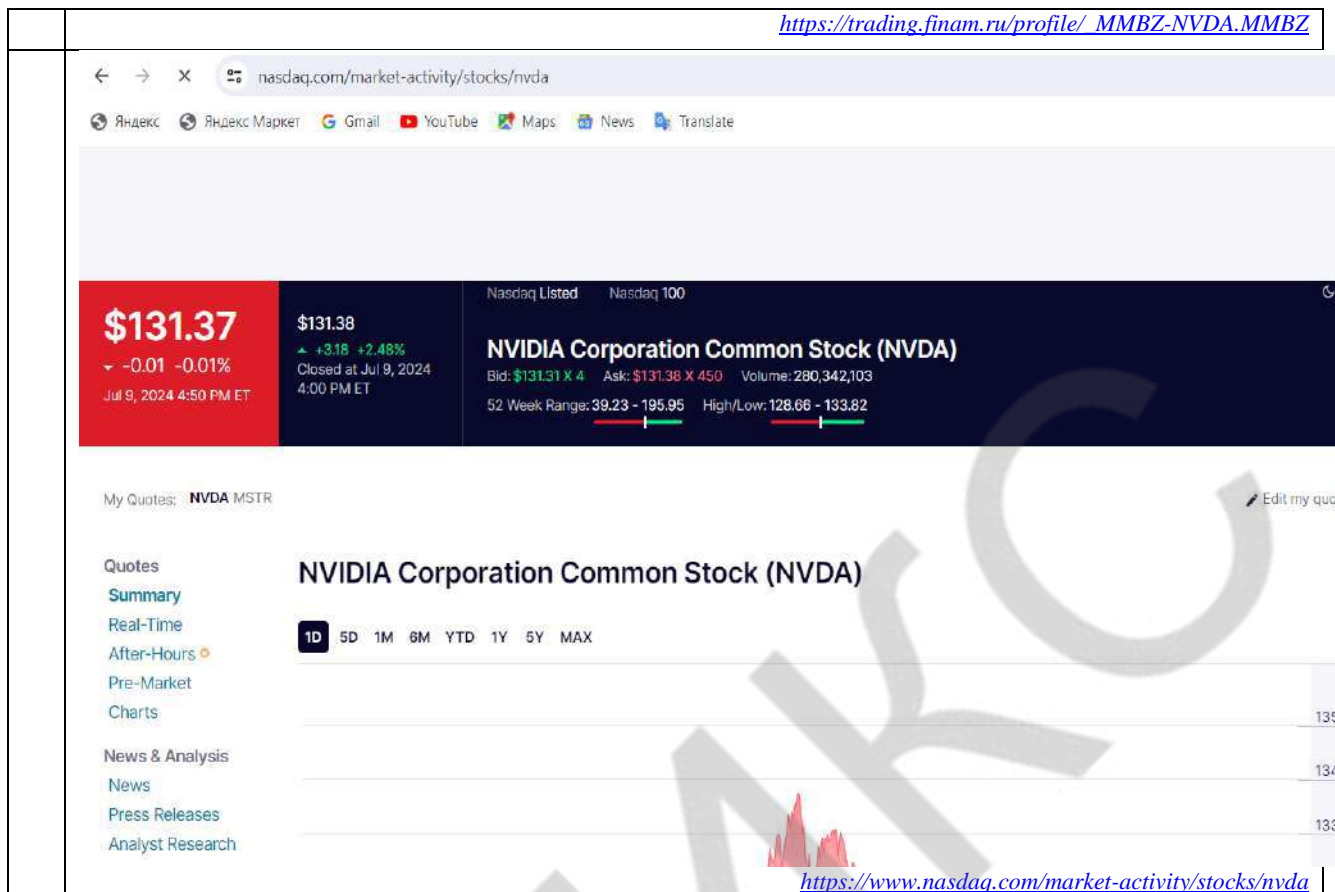 https://trading.finam.ru/profile/_MMBZ-NVDA.MMBZ
nasdaq.com/market-activity/stocks/nvda
Яндекс Яндекс Маркет Gmail YouTube Maps News Translate
Nasdaq Listed Nasdaq 100
$131.37
-0.01 -0.01%
Jul 9, 2024 4:50 PM ET
$131.38
+3.18 +2.48%
Closed at Jul 9, 2024
4:00 PM ET
NVIDIA Corporation Common Stock (NVDA)
Bid: $131.31 X 4 Ask: $131.38 X 450 Volume: 280,342,103
52 Week Range: 39.23 - 195.95 High/Low: 128.66 - 133.82
My Quotes: NVDA MSTR
Edit my quo
Quotes
Summary
Real-Time
After-Hours
Pre-Market
Charts
News & Analysis
News
Press Releases
Analyst Research
NVIDIA Corporation Common Stock (NVDA)
1D 5D 1M 6M YTD 1Y 5Y MAX
135
134
133
МКС
https://www.nasdaq.com/market-activity/stocks/nvda